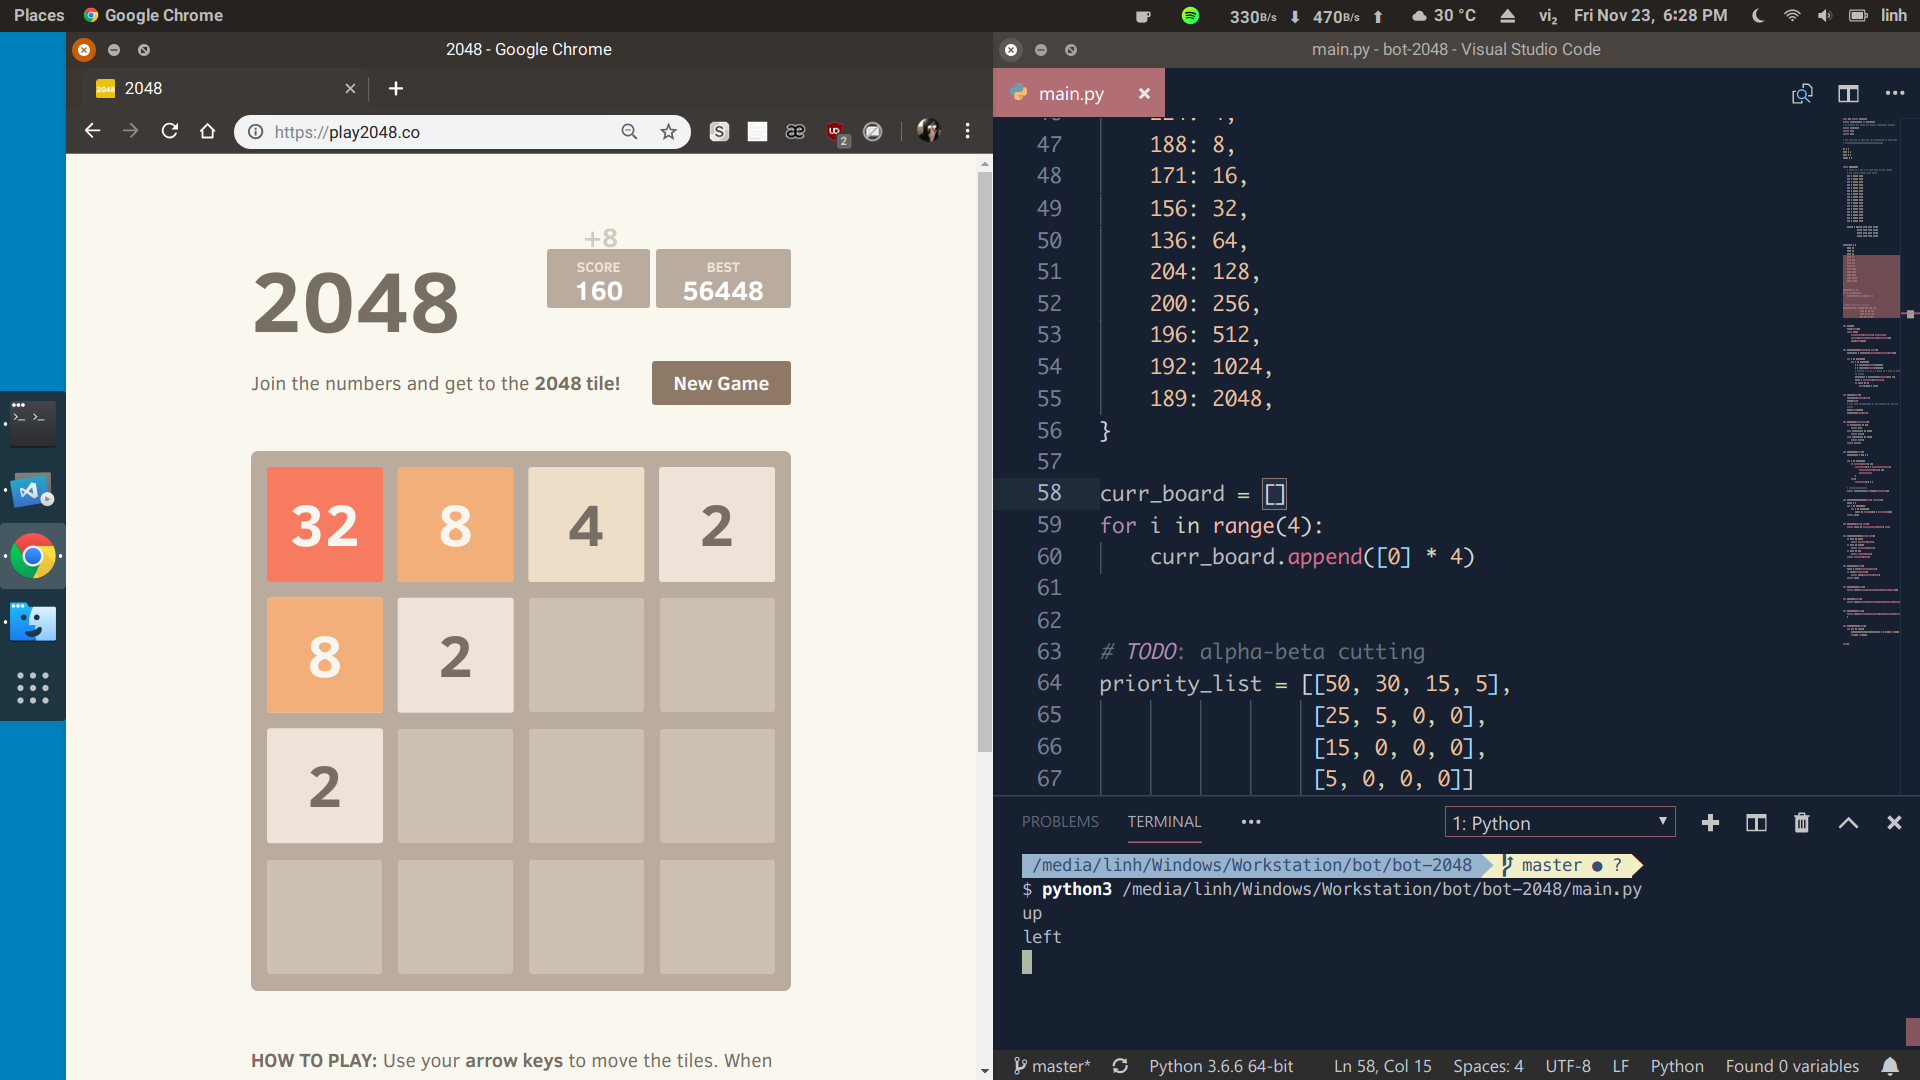 Places Google Chrome
330B/s 470B/s 30 °C vi₂ Fri Nov 23, 6:28 PM linh
2048 - Google Chrome
2048
https://play2048.co
2
+8
2048
SCORE
160
BEST
56448
Join the numbers and get to the 2048 tile!
New Game
32 8 4 2
8 2
2
HOW TO PLAY: Use your arrow keys to move the tiles. When
main.py - bot-2048 - Visual Studio Code
main.py
47 188: 8,
48 171: 16,
49 156: 32,
50 136: 64,
51 204: 128,
52 200: 256,
53 196: 512,
54 192: 1024,
55 189: 2048,
56 }
57
58 curr_board = []
59 for i in range(4):
60 curr_board.append([0] * 4)
61
62
63 # TODO: alpha-beta cutting
64 priority_list = [[50, 30, 15, 5],
65 [25, 5, 0, 0],
66 [15, 0, 0, 0],
67 [5, 0, 0, 0]]
PROBLEMS TERMINAL ••• 1: Python
/media/linh/Windows/Workstation/bot/bot-2048 master ● ?
$ python3 /media/linh/Windows/Workstation/bot/bot-2048/main.py
up
left
master* Python 3.6.6 64-bit Ln 58, Col 15 Spaces: 4 UTF-8 LF Python Found 0 variables